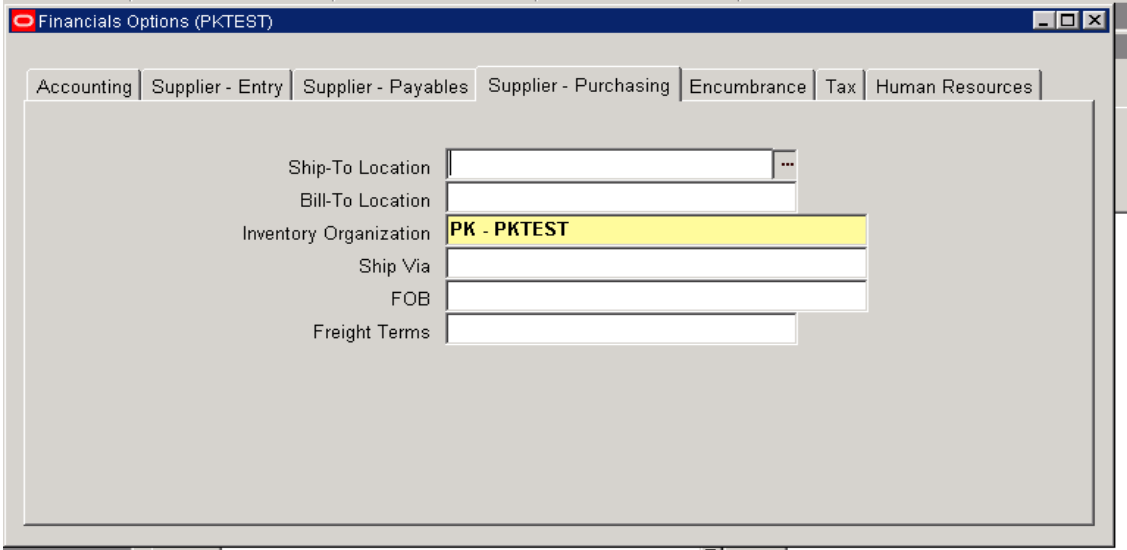 Financials Options (PKTEST)
Accounting Supplier - Entry Supplier - Payables Supplier - Purchasing Encumbrance Tax Human Resources
Ship-To Location
Bill-To Location
Inventory Organization PK - PKTEST
Ship Via
FOB
Freight Terms